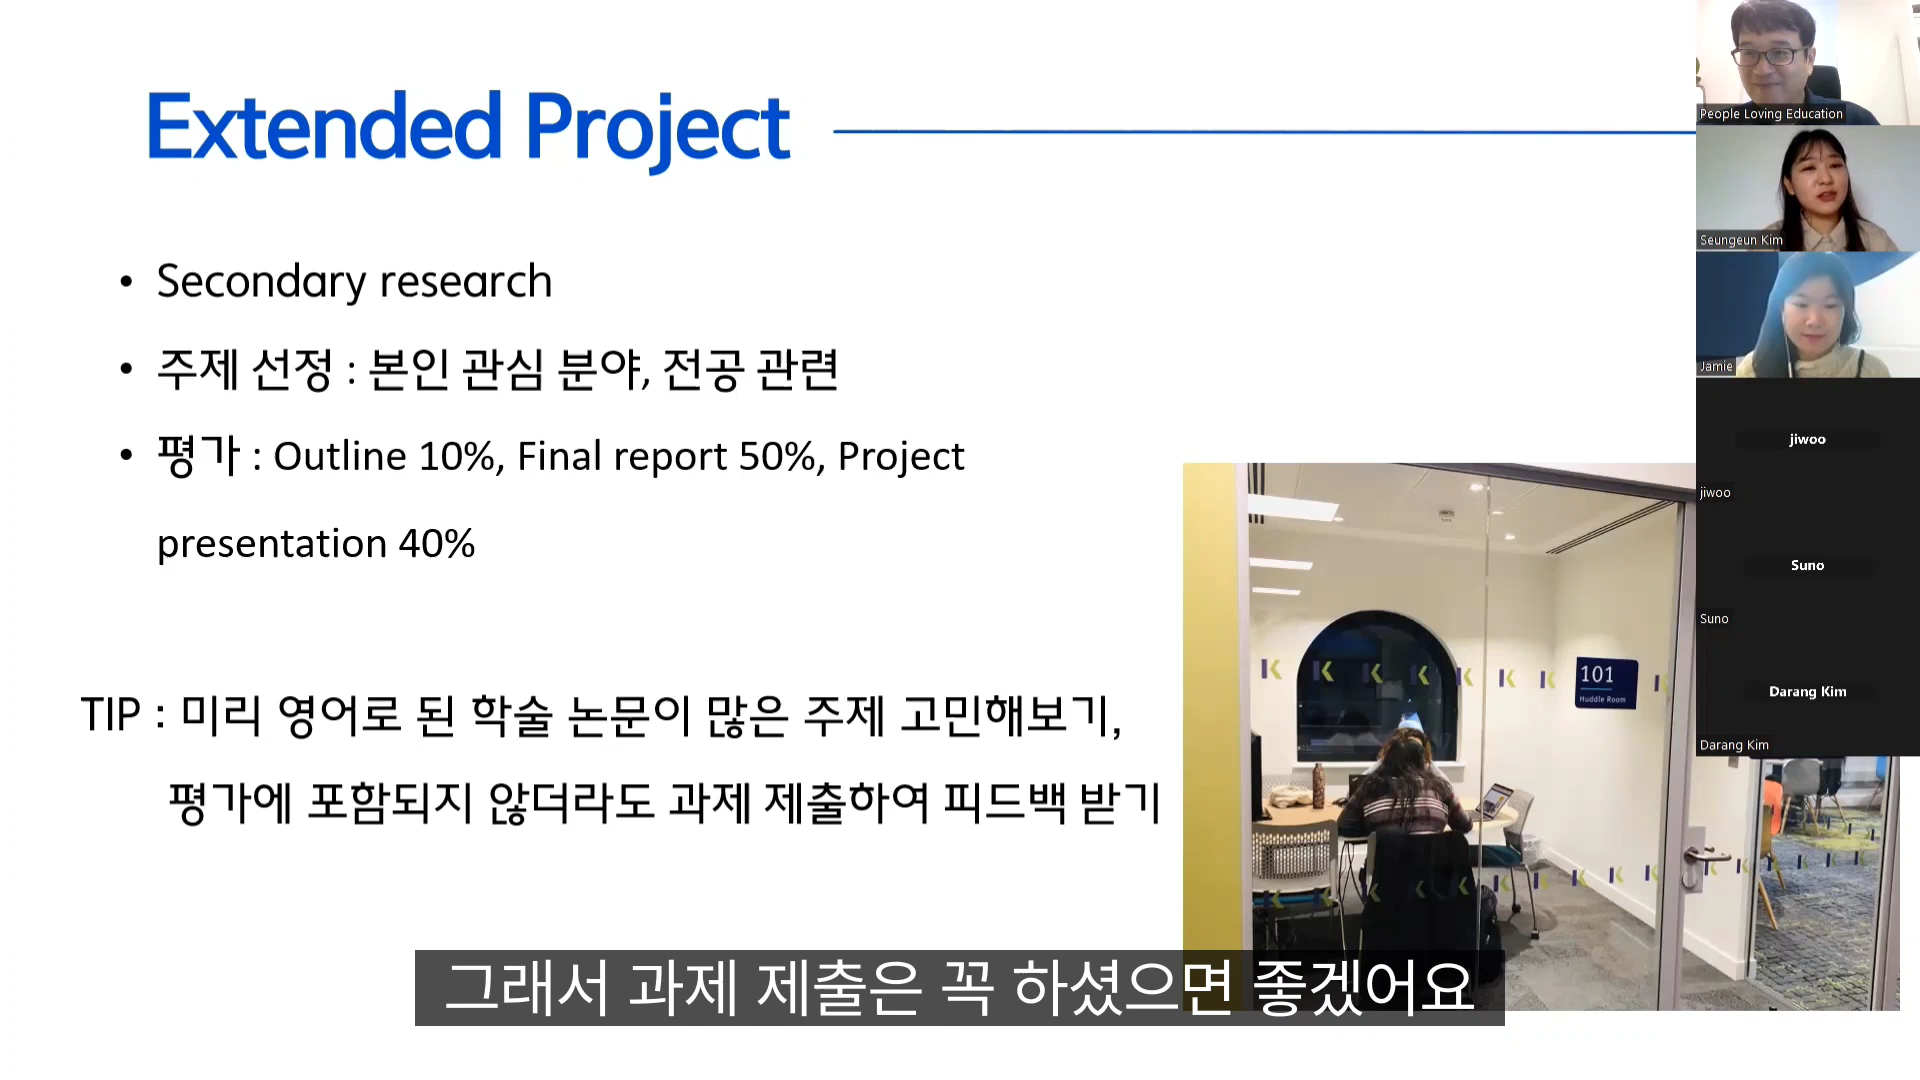 Extended Project
• Secondary research
• 주제 선정 : 본인 관심 분야, 전공 관련
• 평가 : Outline 10%, Final report 50%, Project
presentation 40%
TIP : 미리 영어로 된 학술 논문이 많은 주제 고민해보기,
평가에 포함되지 않더라도 과제 제출하여 피드백 받기
101
Huddle Room
그래서 과제 제출은 꼭 하셨으면 좋겠어요
People Loving Education
Seungeun Kim
Jamie
jiwoo
jiwoo
Suno
Suno
Darang Kim
Darang Kim